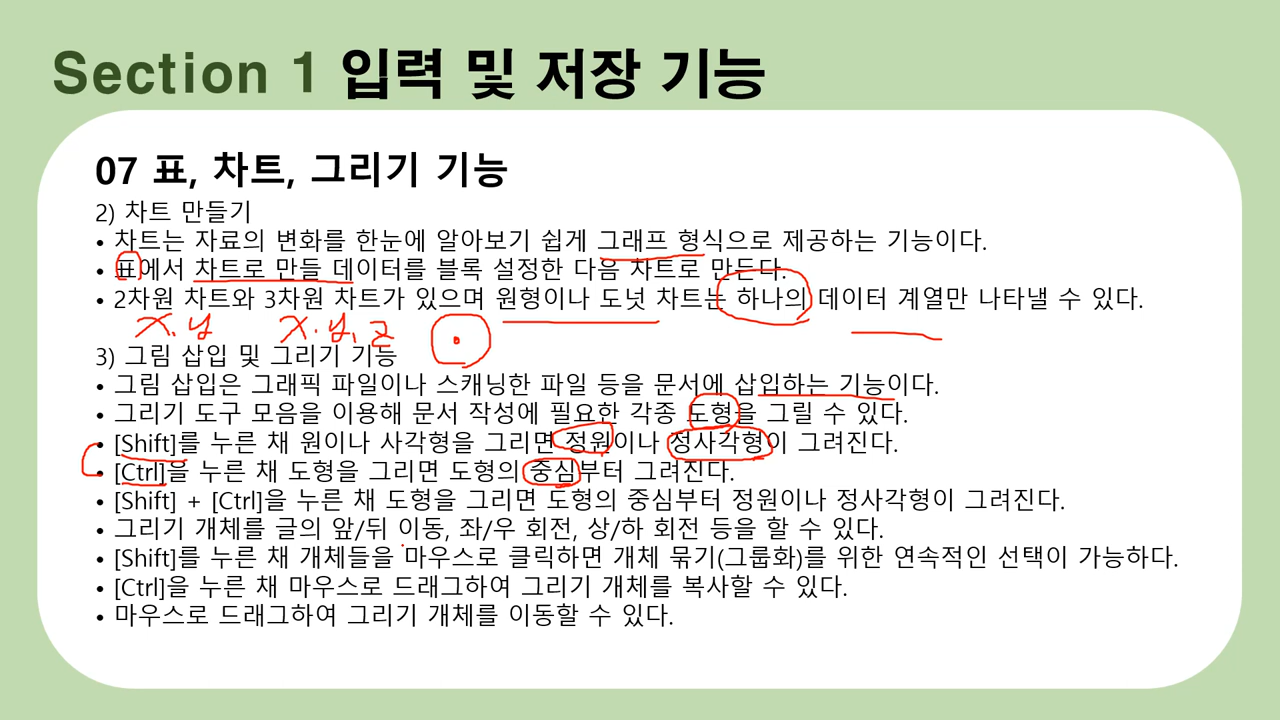 Section 1 입력 및 저장 기능
07 표, 차트, 그리기 기능
2) 차트 만들기
• 차트는 자료의 변화를 한눈에 알아보기 쉽게 그래프 형식으로 제공하는 기능이다.
• 표에서 차트로 만들 데이터를 블록 설정한 다음 차트로 만든다.
• 2차원 차트와 3차원 차트가 있으며 원형이나 도넛 차트는 하나의 데이터 계열만 나타낼 수 있다.
x. y x. y, z
3) 그림 삽입 및 그리기 기능
• 그림 삽입은 그래픽 파일이나 스캐닝한 파일 등을 문서에 삽입하는 기능이다.
• 그리기 도구 모음을 이용해 문서 작성에 필요한 각종 도형을 그릴 수 있다.
• [Shift]를 누른 채 원이나 사각형을 그리면 정원이나 정사각형이 그려진다.
• [Ctrl]을 누른 채 도형을 그리면 도형의 중심부터 그려진다.
• [Shift] + [Ctrl]을 누른 채 도형을 그리면 도형의 중심부터 정원이나 정사각형이 그려진다.
• 그리기 개체를 글의 앞/뒤 이동, 좌/우 회전, 상/하 회전 등을 할 수 있다.
• [Shift]를 누른 채 개체들을 마우스로 클릭하면 개체 묶기(그룹화)를 위한 연속적인 선택이 가능하다.
• [Ctrl]을 누른 채 마우스로 드래그하여 그리기 개체를 복사할 수 있다.
• 마우스로 드래그하여 그리기 개체를 이동할 수 있다.